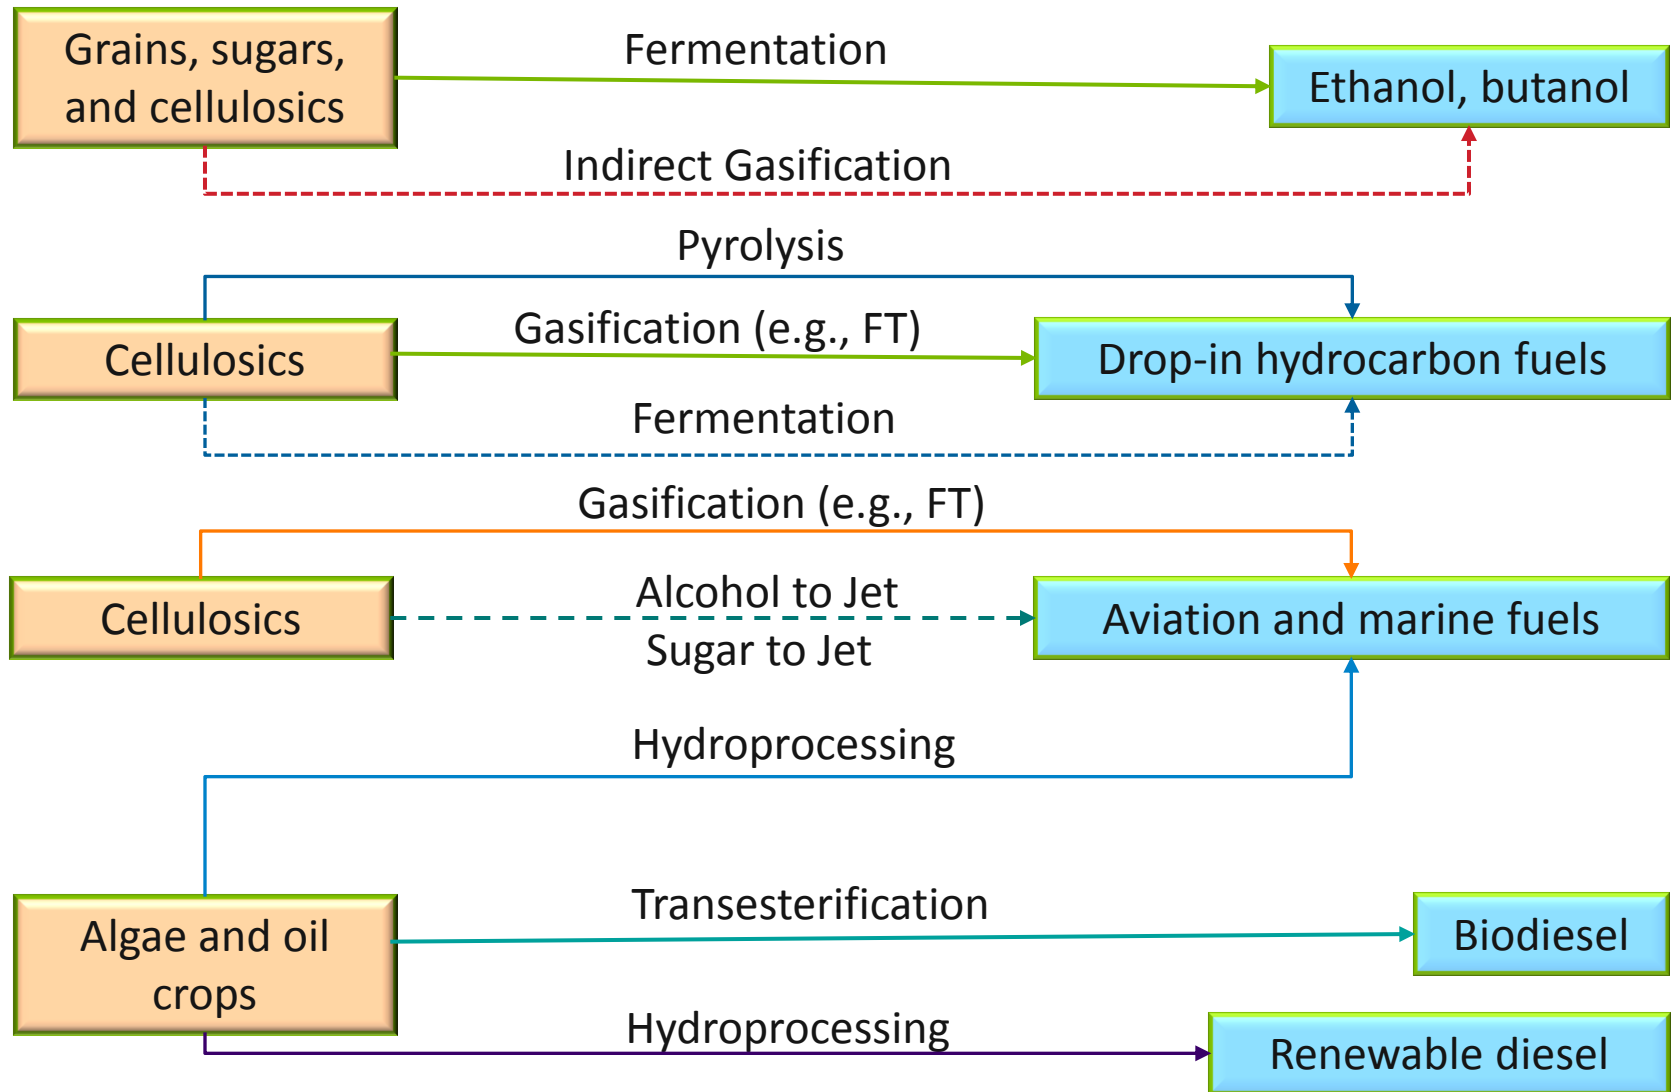 Grains, sugars,
and cellulosics
Fermentation
Ethanol, butanol
Indirect Gasification
Pyrolysis
Cellulosics
Gasification (e.g., FT)
Drop-in hydrocarbon fuels
Fermentation
Gasification (e.g., FT)
Cellulosics
Alcohol to Jet
Sugar to Jet
Aviation and marine fuels
Hydroprocessing
Algae and oil
crops
Transesterification
Biodiesel
Hydroprocessing
Renewable diesel